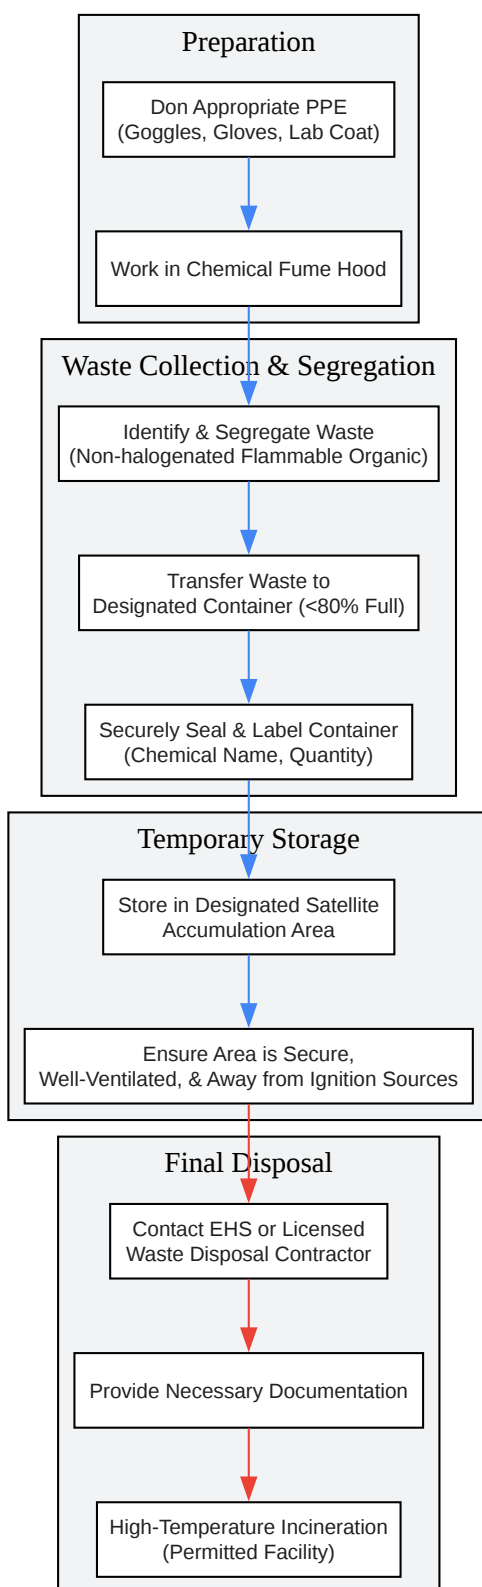 Preparation
Don Appropriate PPE
(Goggles, Gloves, Lab Coat)
Work in Chemical Fume Hood
Waste Collection & Segregation
Identify & Segregate Waste
(Non-halogenated Flammable Organic)
Transfer Waste to
Designated Container (<80% Full)
Securely Seal & Label Container
(Chemical Name, Quantity)
Temporary Storage
Store in Designated Satellite
Accumulation Area
Ensure Area is Secure,
Well-Ventilated, & Away from Ignition Sources
Final Disposal
Contact EHS or Licensed
Waste Disposal Contractor
Provide Necessary Documentation
High-Temperature Incineration
(Permitted Facility)